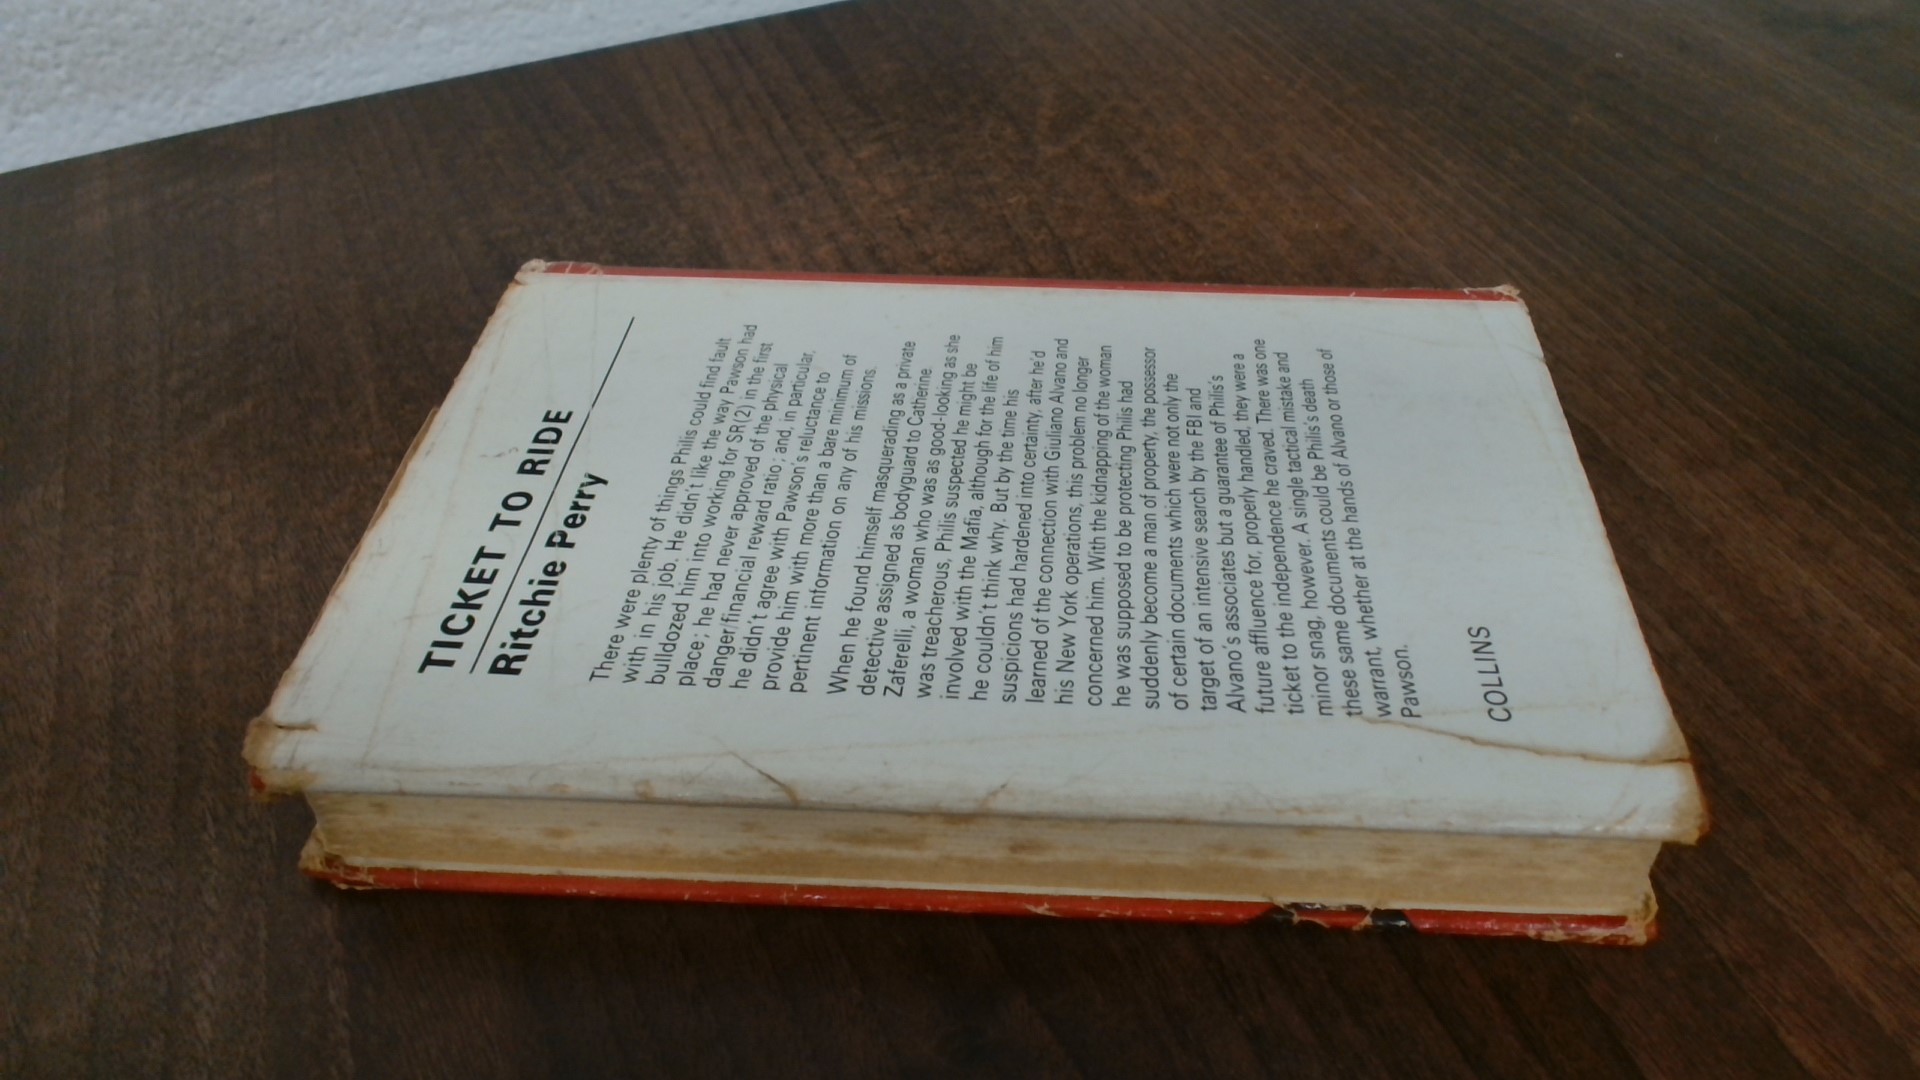 TICKET TO RIDE
Ritchie Perry
There were plenty of things Philis could find fault
with in his job. He didn't like the way Pawson had
bulldozed him into working for SR(2) in the first
place; he had never approved of the physical
danger/financial reward ratio; and, in particular,
he didn't agree with Pawson's reluctance to
provide him with more than a bare minimum of
pertinent information on any of his missions.
When he found himself masquerading as a private
detective assigned as bodyguard to Catherine
Zaferelli, a woman who was as good-looking as she
was treacherous, Philis suspected he might be
involved with the Mafia, although for the life of him
he couldn't think why. But by the time his
suspicions had hardened into certainty, after he'd
learned of the connection with Giuliano Alvano and
his New York operations, this problem no longer
concerned him. With the kidnapping of the woman
he was supposed to be protecting Philis had
suddenly become a man of property, the possessor
of certain documents which were not only the
target of an intensive search by the FBI and
Alvano's associates but a guarantee of Philis's
future affluence for, properly handled, they were a
ticket to the independence he craved. There was one
minor snag, however. A single tactical mistake and
these same documents could be Philis's death
warrant, whether at the hands of Alvano or those of
Pawson.
COLLINS